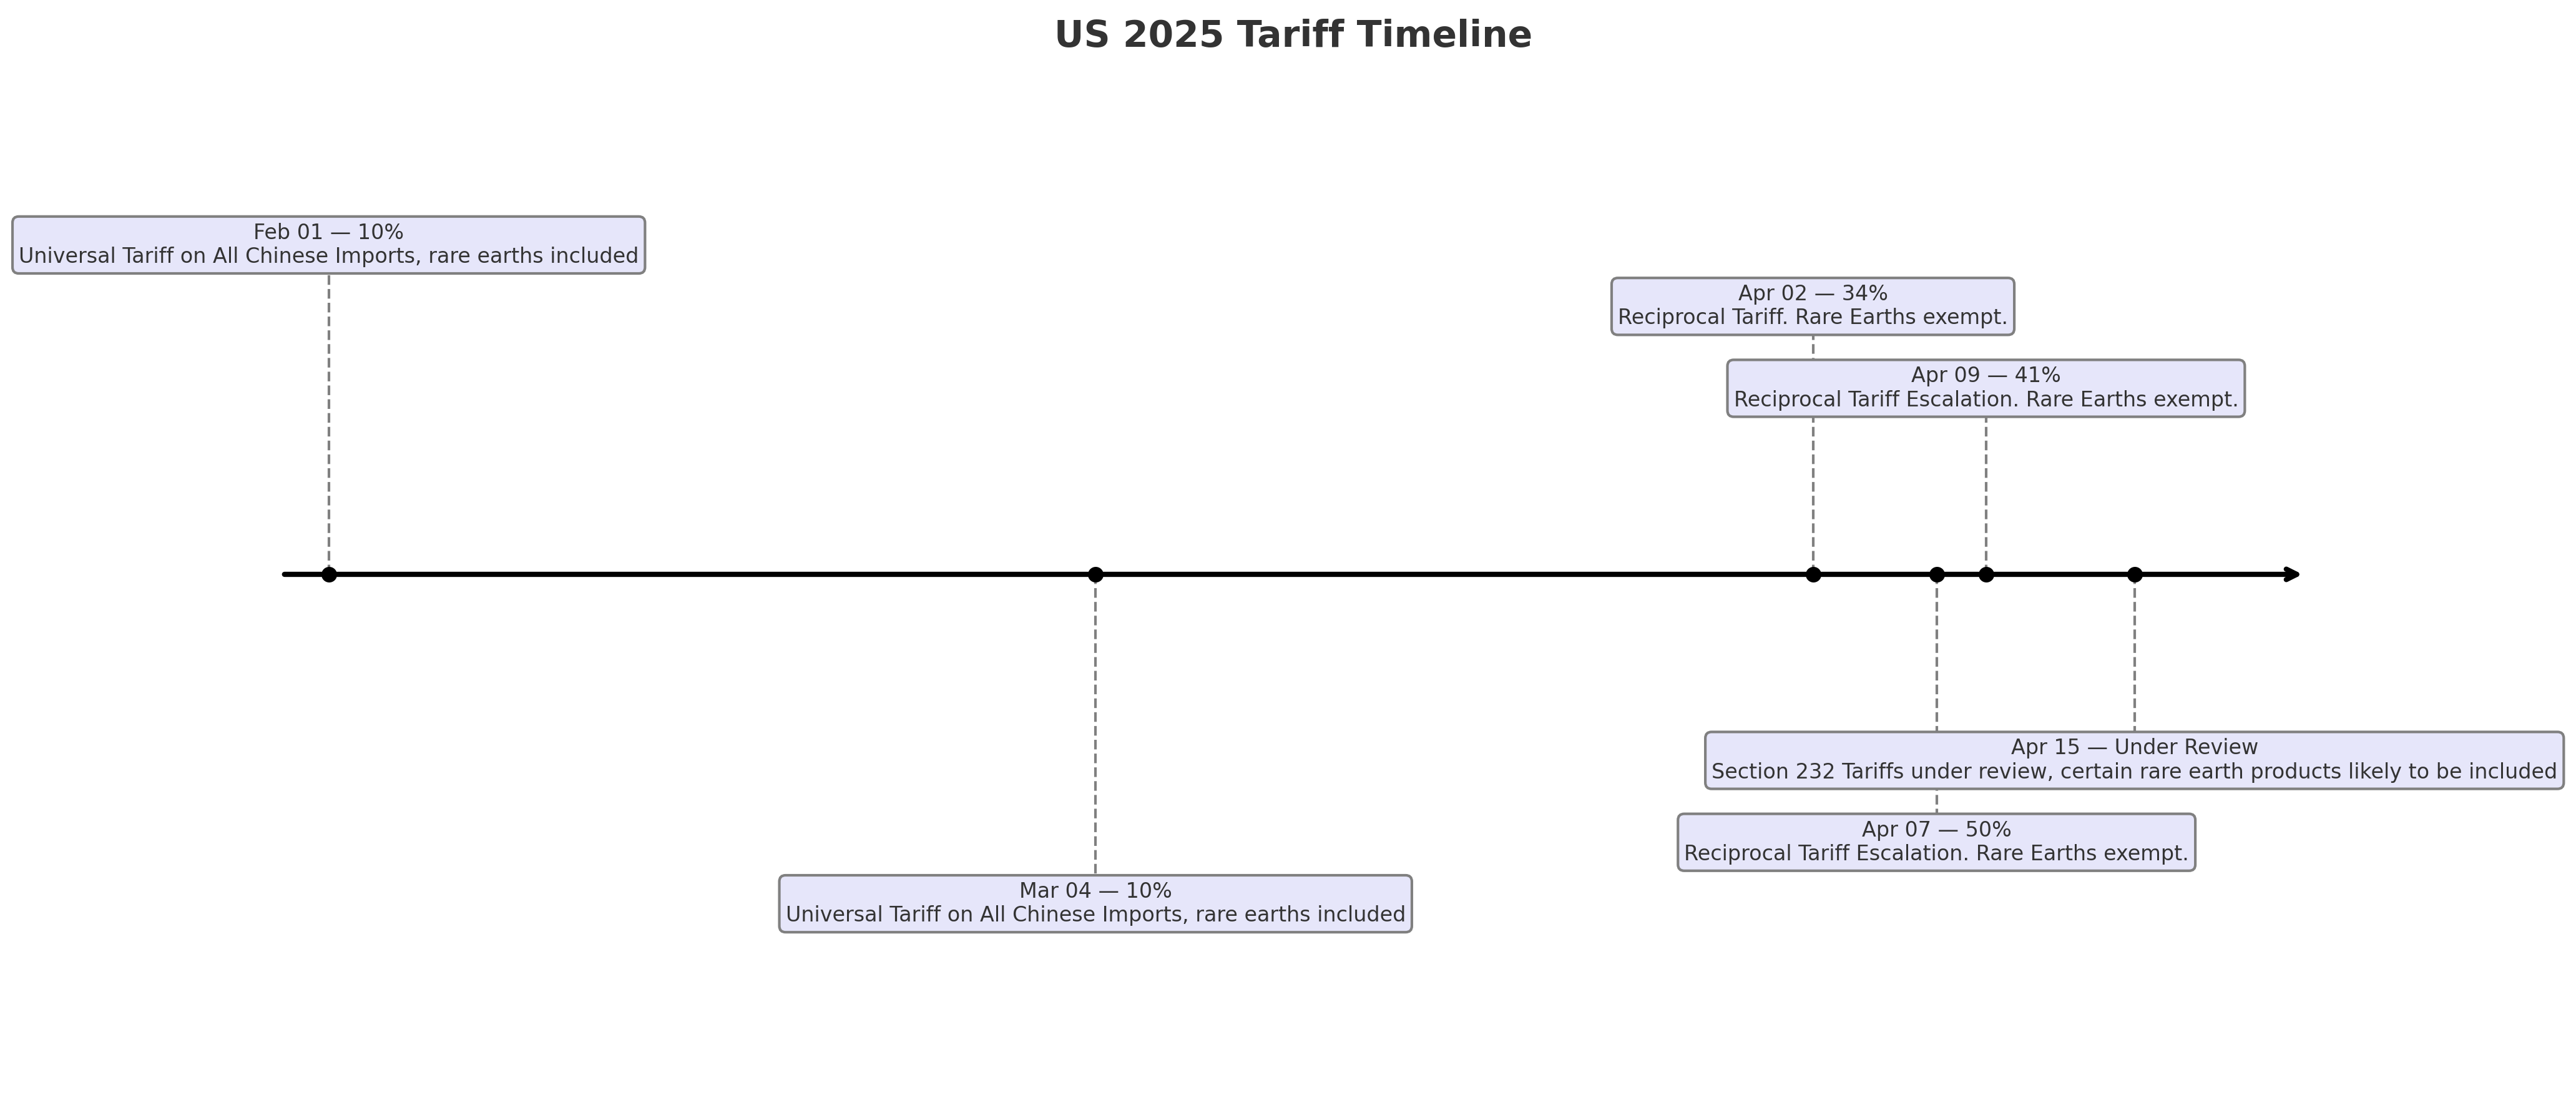 US 2025 Tariff Timeline
Feb 01 — 10%
Universal Tariff on All Chinese Imports, rare earths included
Apr 02 — 34%
Reciprocal Tariff. Rare Earths exempt.
Apr 09 — 41%
Reciprocal Tariff Escalation. Rare Earths exempt.
Apr 15 — Under Review
Section 232 Tariffs under review, certain rare earth products likely to be included
Apr 07 — 50%
Reciprocal Tariff Escalation. Rare Earths exempt.
Mar 04 — 10%
Universal Tariff on All Chinese Imports, rare earths included